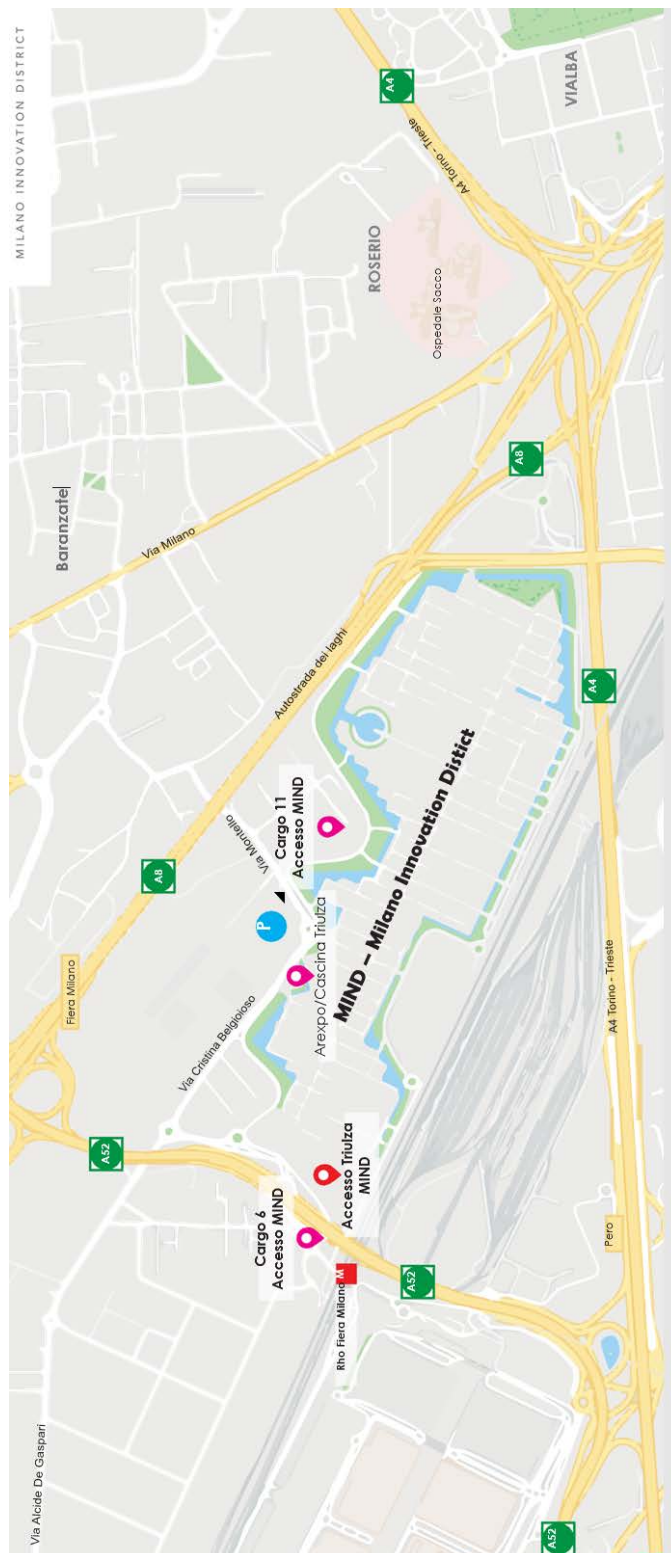 MILANO INNOVATION DISTRICT
Via Alcide De Gaspari
Fiera Milano
Baranzate
A8
A52
Via Milano
Autostrada dei laghi
Via Cristina Belgioioso
Via Montello
P
Cargo 11
Accesso MIND
Cargo 6
Accesso MIND
Arexpo/Cascina Triulza
Accesso Triulza
MIND
Rho Fiera Milano
M
MIND – Milano Innovation Distict
ROSERIO
Ospedale Sacco
A4
A4 Torino - Trieste
A52
A8
VIALBA
Pero
A4 Torino - Trieste
A4
A52